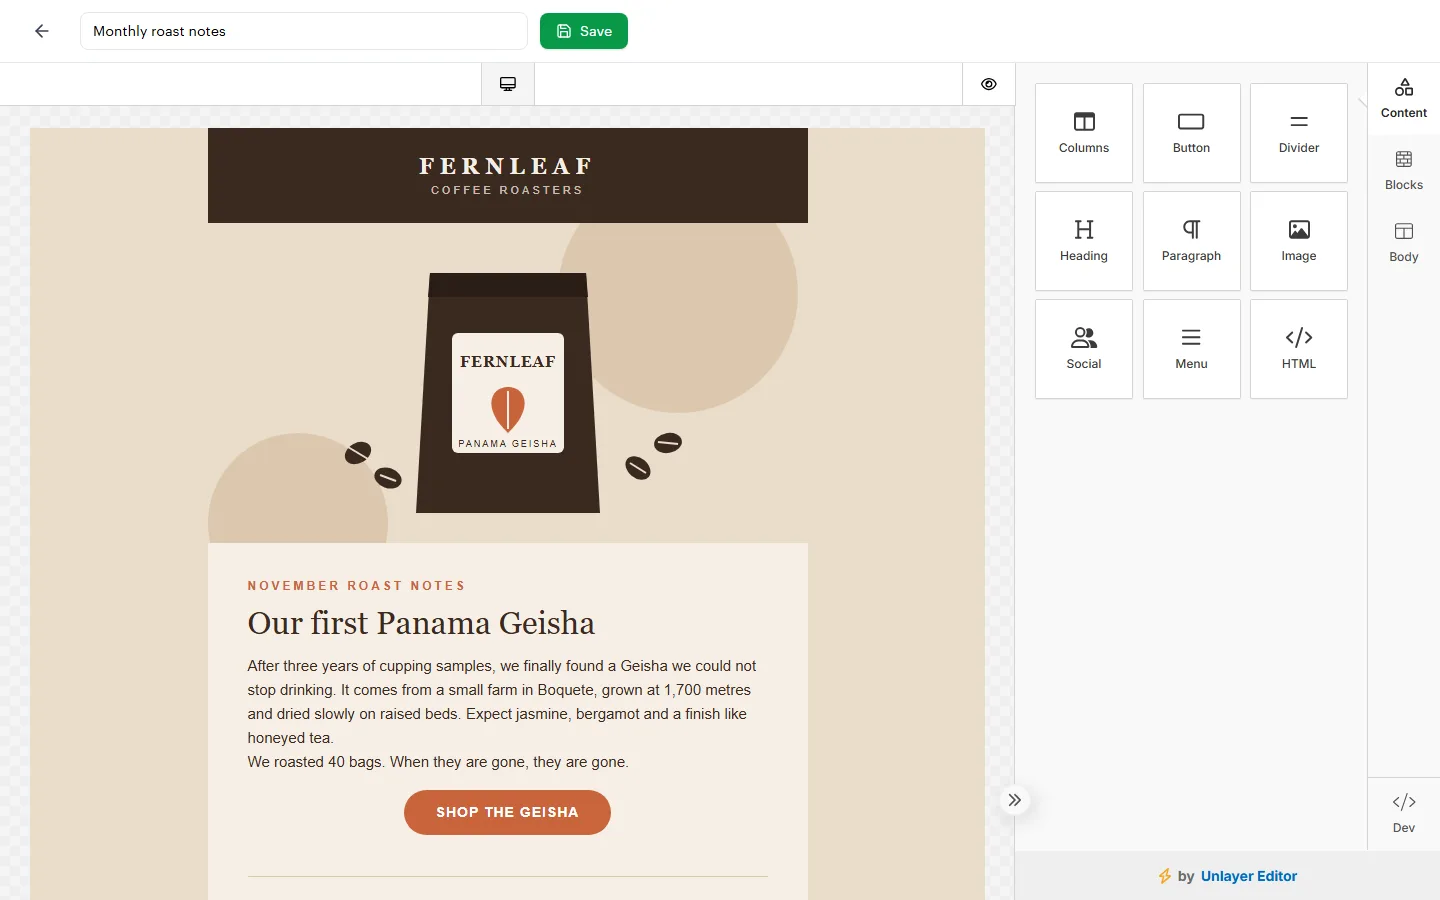 Monthly roast notes
Save
FERNLEAF
COFFEE ROASTERS
FERNLEAF
PANAMA GEISHA
NOVEMBER ROAST NOTES
Our first Panama Geisha
After three years of cupping samples, we finally found a Geisha we could not
stop drinking. It comes from a small farm in Boquete, grown at 1,700 metres
and dried slowly on raised beds. Expect jasmine, bergamot and a finish like
honeyed tea.
We roasted 40 bags. When they are gone, they are gone.
SHOP THE GEISHA
Columns
Button
Divider
Heading
Paragraph
Image
Social
Menu
HTML
Content
Blocks
Body
Dev
by Unlayer Editor